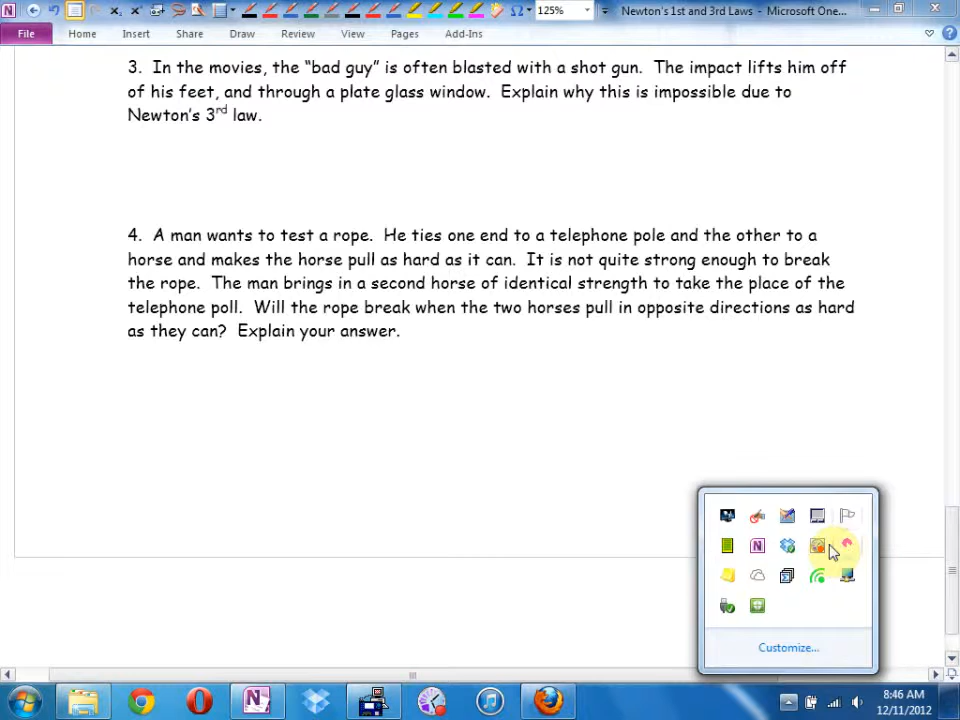 125%
Newton's 1st and 3rd Laws - Microsoft One...
File Home Insert Share Draw Review View Pages Add-Ins
3. In the movies, the "bad guy" is often blasted with a shot gun. The impact lifts him off
of his feet, and through a plate glass window. Explain why this is impossible due to
Newton's 3rd law.
4. A man wants to test a rope. He ties one end to a telephone pole and the other to a
horse and makes the horse pull as hard as it can. It is not quite strong enough to break
the rope. The man brings in a second horse of identical strength to take the place of the
telephone poll. Will the rope break when the two horses pull in opposite directions as hard
as they can? Explain your answer.
Customize...
8:46 AM
12/11/2012